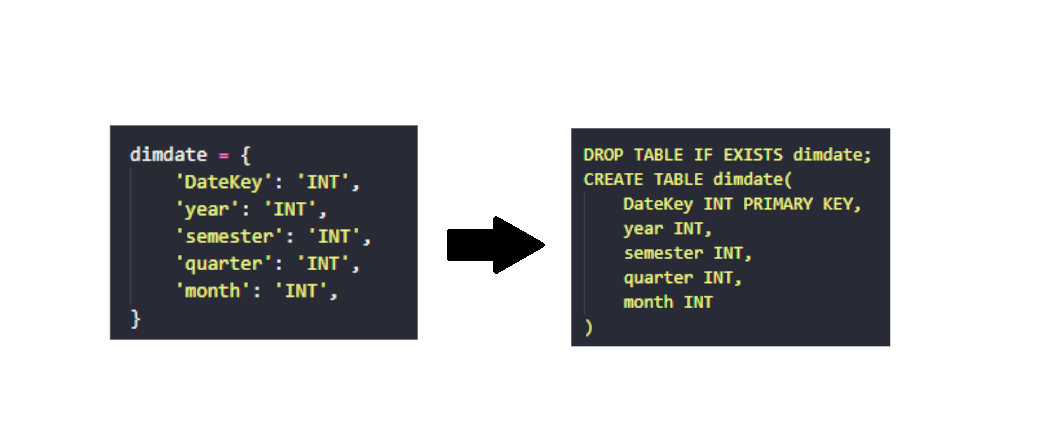 dimdate = {
    'DateKey': 'INT',
    'year': 'INT',
    'semester': 'INT',
    'quarter': 'INT',
    'month': 'INT',
}
DROP TABLE IF EXISTS dimdate;
CREATE TABLE dimdate(
    DateKey INT PRIMARY KEY,
    year INT,
    semester INT,
    quarter INT,
    month INT
)